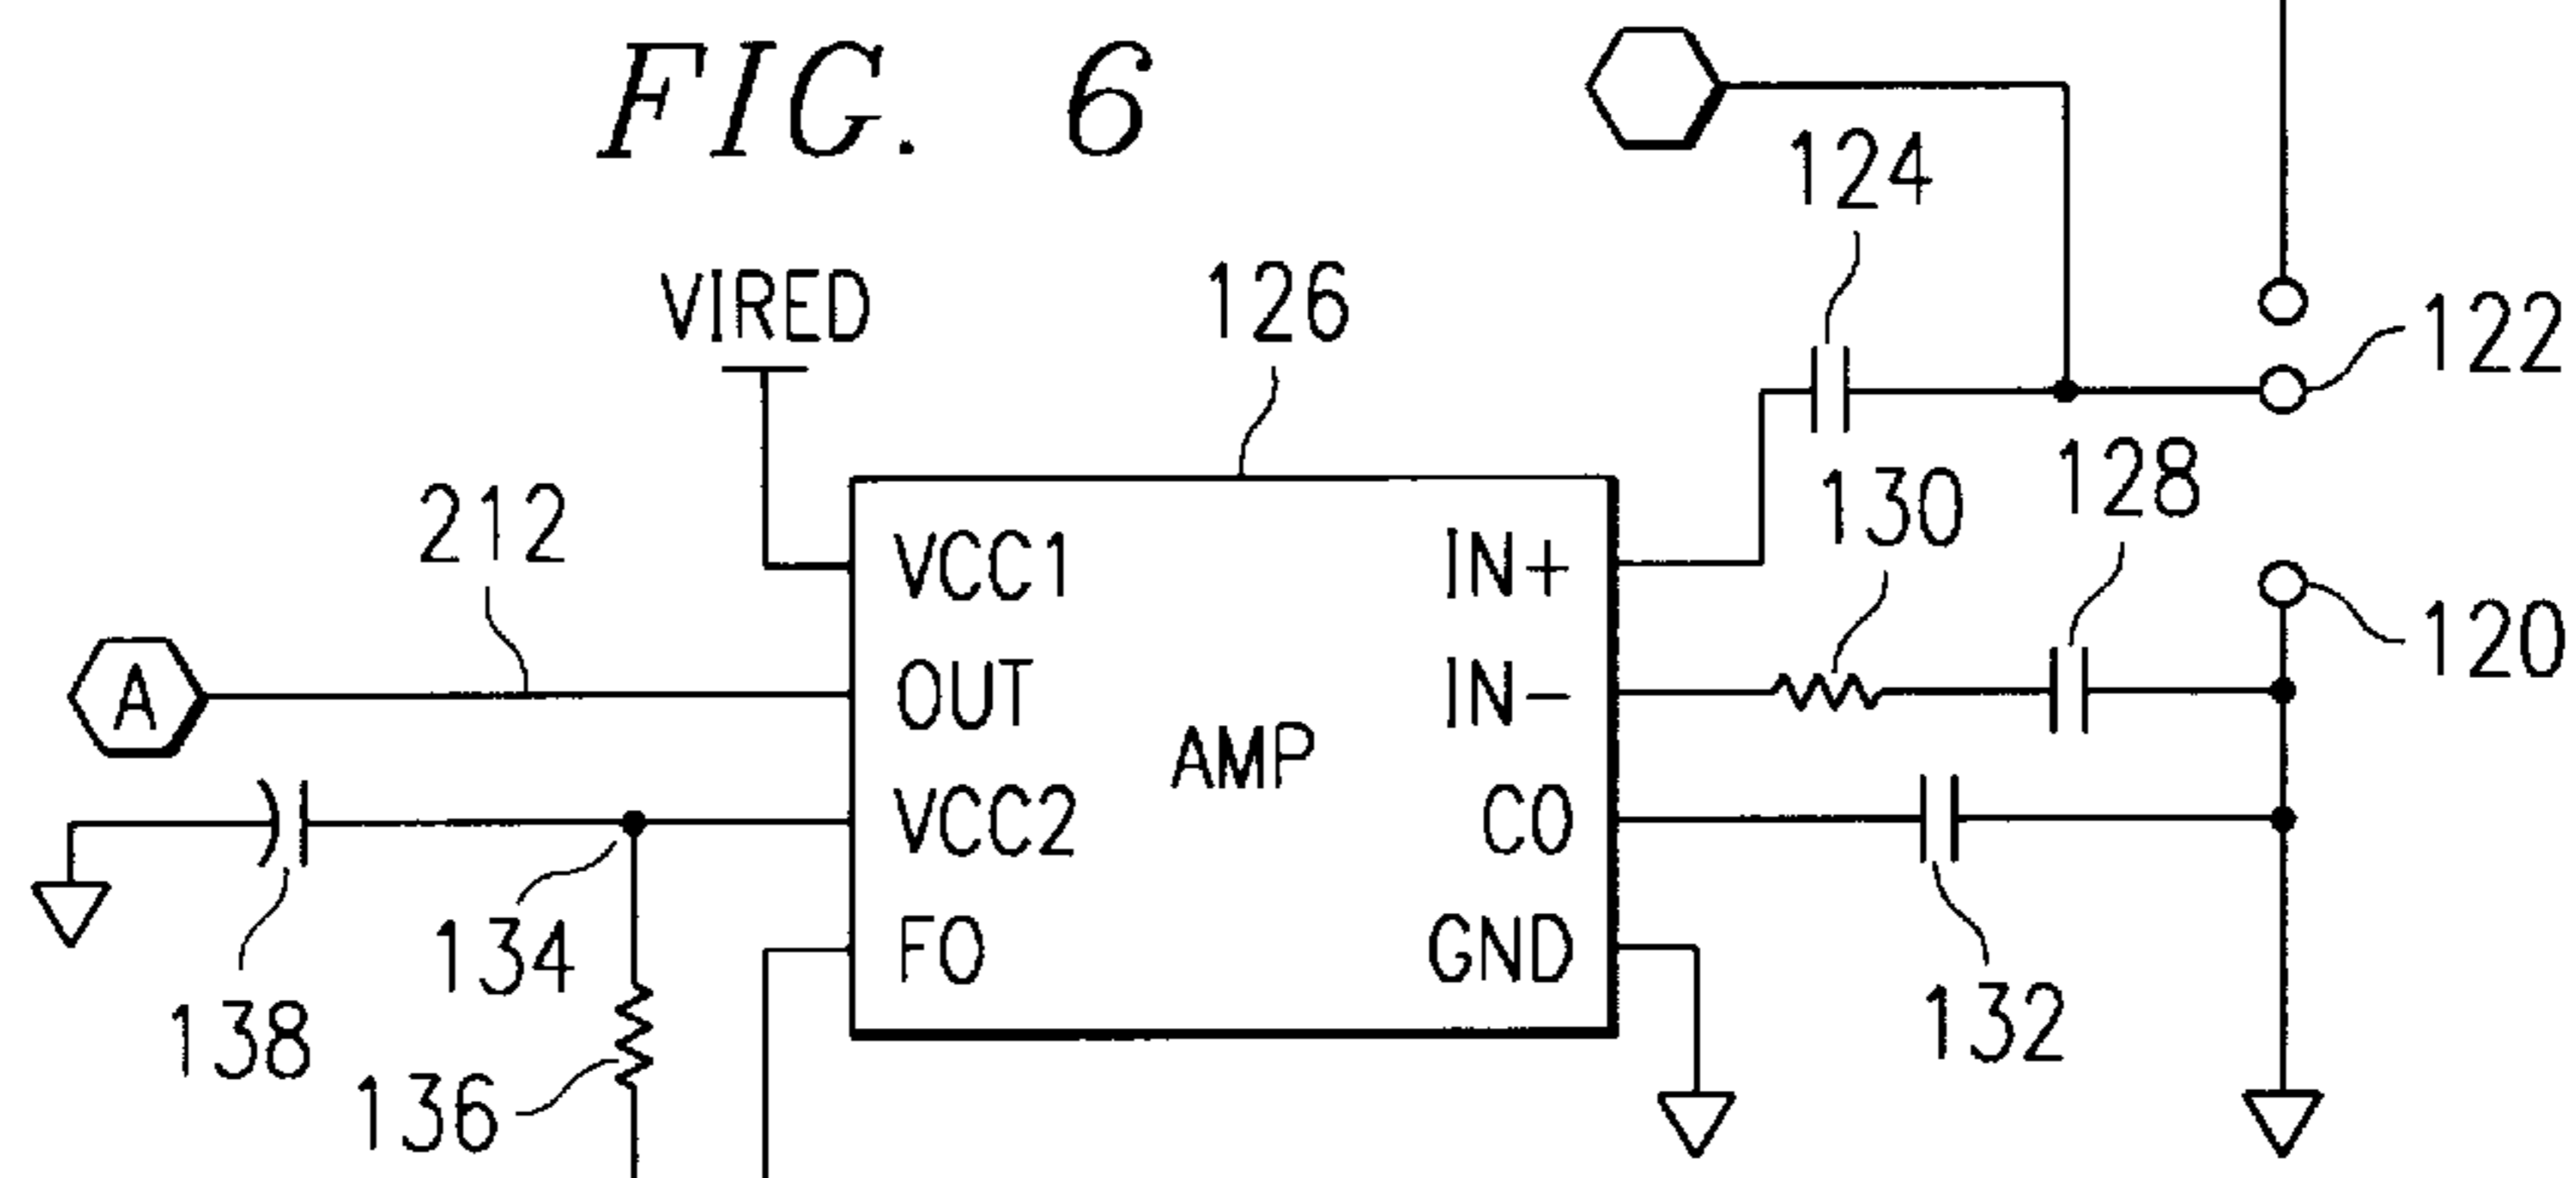 FIG. 6
124
VIRED
126
122
212
130
128
VCC1
IN+
A
OUT
IN-
120
AMP
VCC2
C0
134
FO
GND
138
132
136